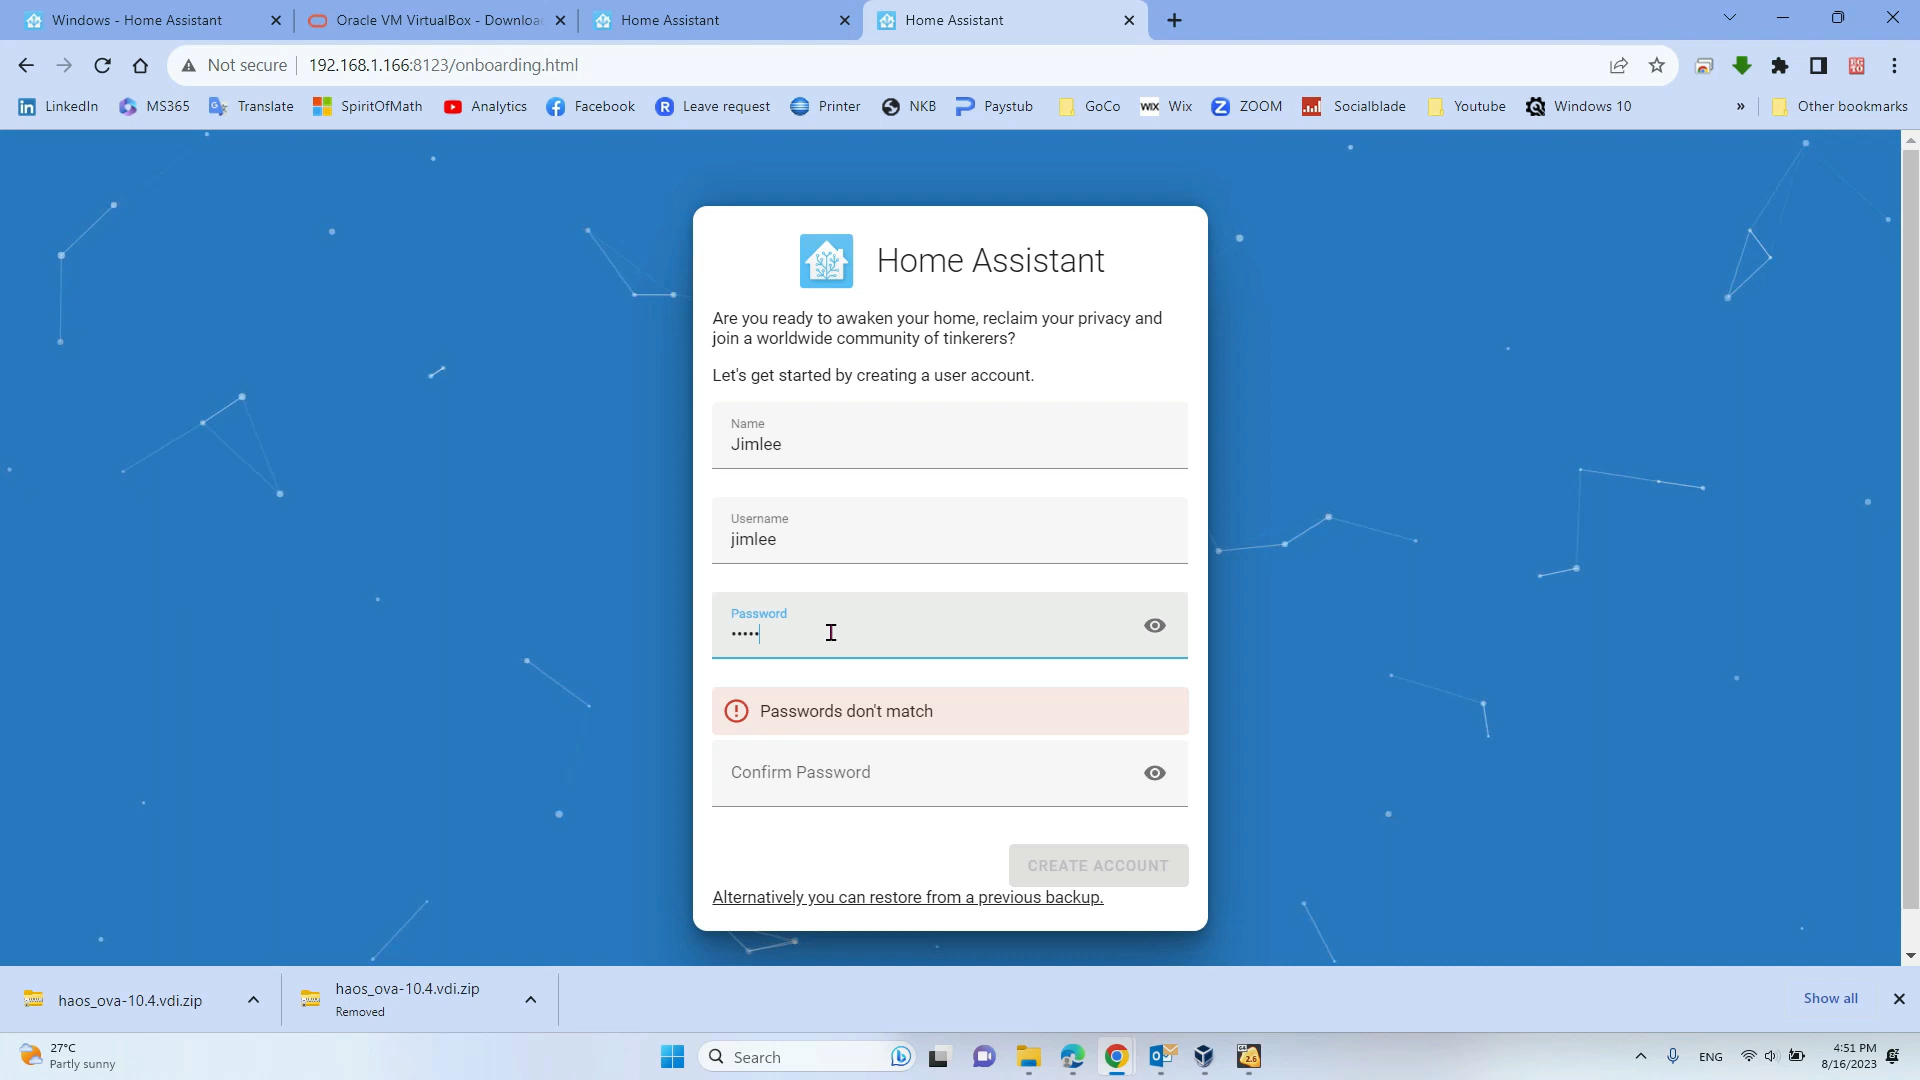 Windows - Home Assistant
Oracle VM VirtualBox - Downloa
Home Assistant
Home Assistant
Not secure
192.168.1.166:8123/onboarding.html
LinkedIn
MS365
Translate
SpiritOfMath
Analytics
Facebook
Leave request
Printer
NKB
Paystub
GoCo
WIX Wix
ZOOM
Socialblade
Youtube
Windows 10
»
Other bookmarks
Home Assistant
Are you ready to awaken your home, reclaim your privacy and
join a worldwide community of tinkerers?
Let's get started by creating a user account.
Name
Jimlee
Username
jimlee
Password
•••••
Passwords don't match
Confirm Password
CREATE ACCOUNT
Alternatively you can restore from a previous backup.
haos_ova-10.4.vdi.zip
haos_ova-10.4.vdi.zip
Removed
Show all
27°C
Partly sunny
Search
2.6
ENG
4:51 PM
8/16/2023